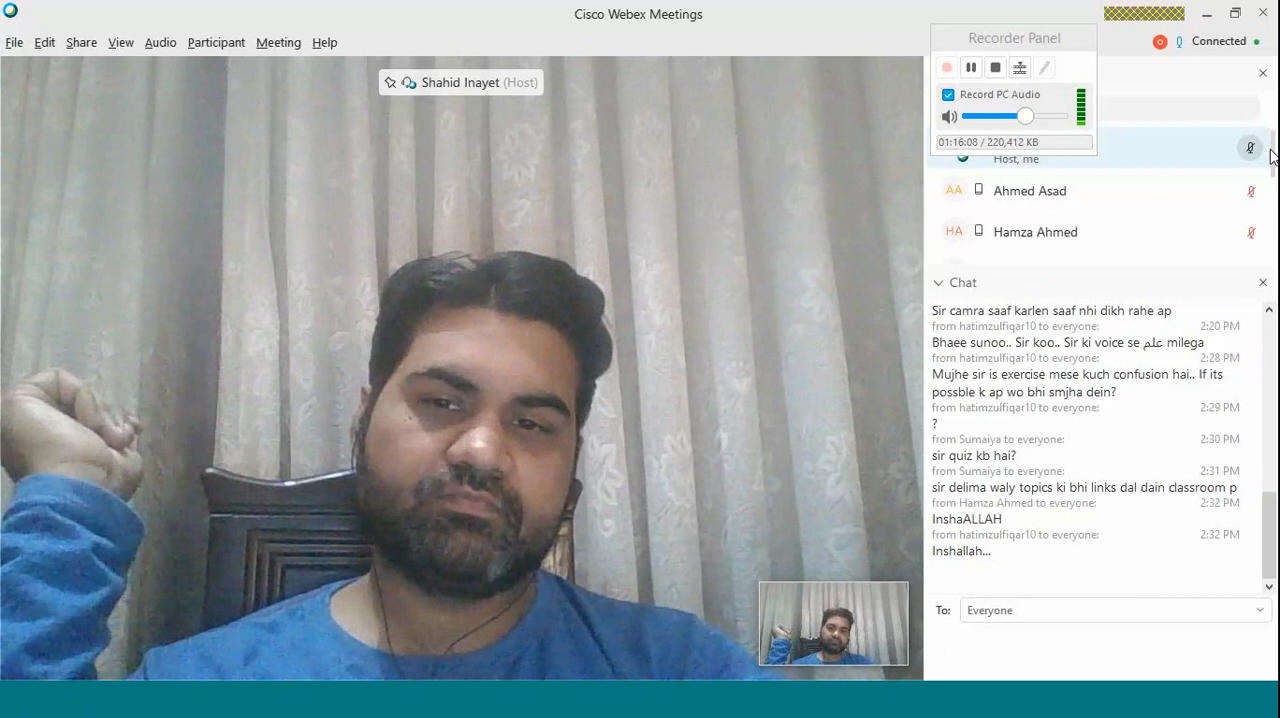 Cisco Webex Meetings
File Edit Share View Audio Participant Meeting Help
Connected
Recorder Panel
Record PC Audio
01:16:08 / 220,412 KB
Shahid Inayet (Host)
Host, me
AA Ahmed Asad
HA Hamza Ahmed
Chat
Sir camra saaf karlen saaf nhi dikh rahe ap
from hatimzulfiqar10 to everyone: 2:20 PM
Bhaee sunoo.. Sir koo.. Sir ki voice se علم milega
from hatimzulfiqar10 to everyone: 2:28 PM
Mujhe sir is exercise mese kuch confusion hai.. If its
possble k ap wo bhi smjha dein?
from hatimzulfiqar10 to everyone: 2:29 PM
?
from Sumaiya to everyone: 2:30 PM
sir quiz kb hai?
from Sumaiya to everyone: 2:31 PM
sir delima waly topics ki bhi links dal dain classroom p
from Hamza Ahmed to everyone: 2:32 PM
InshaALLAH
from hatimzulfiqar10 to everyone: 2:32 PM
Inshallah...
To: Everyone